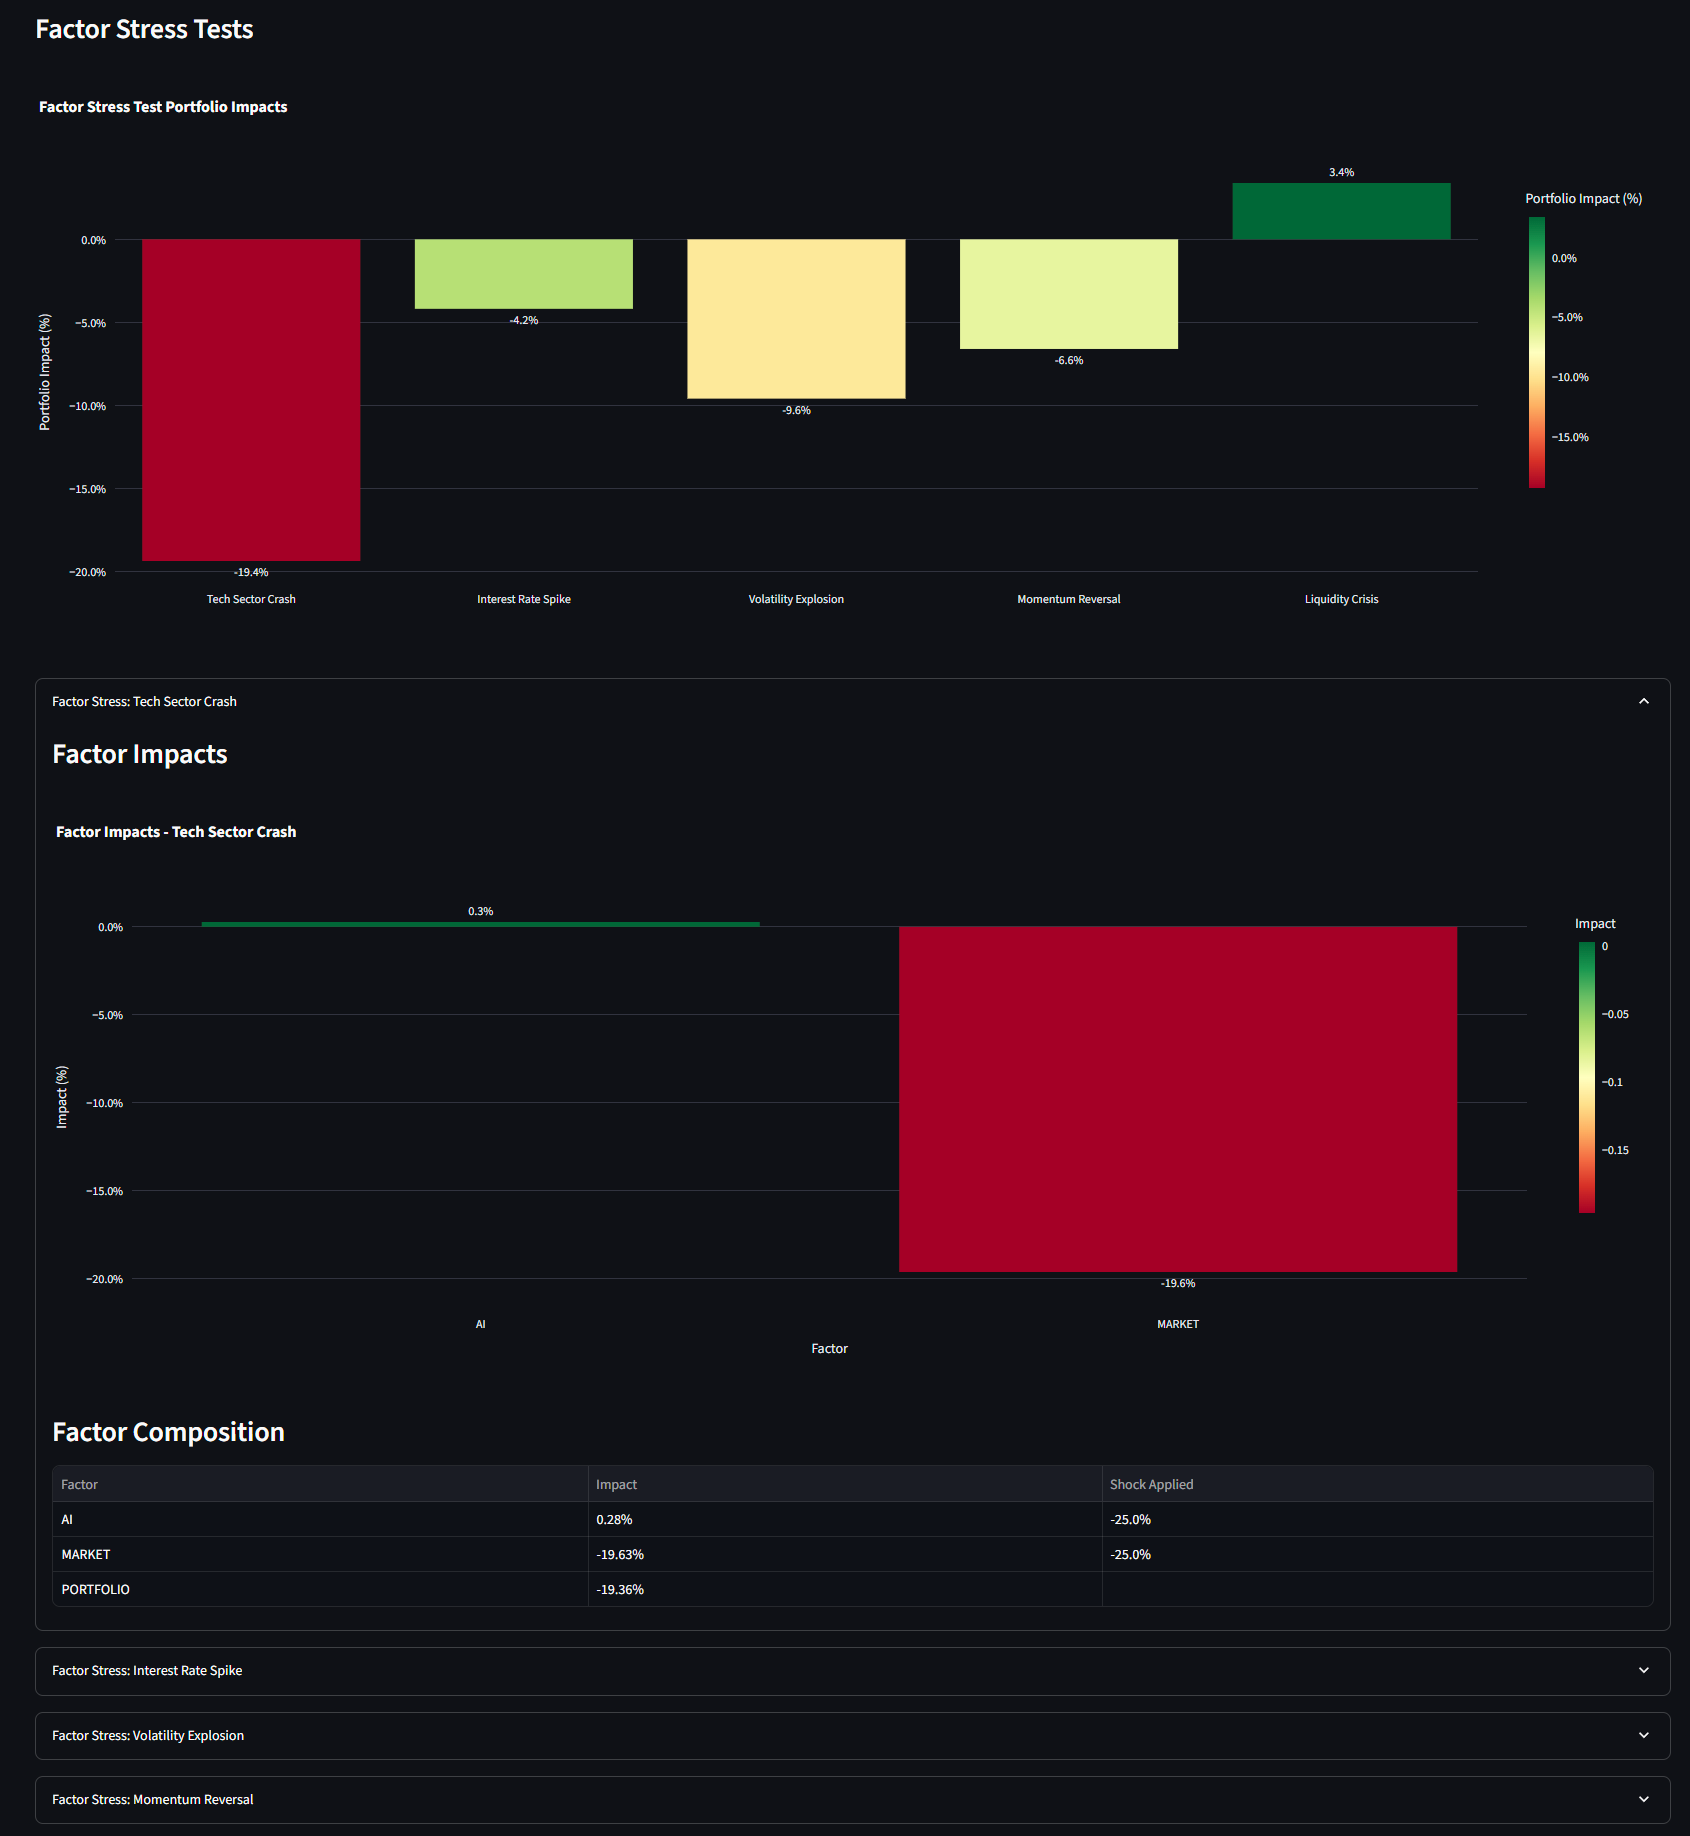 Factor Stress Tests
Factor Stress Test Portfolio Impacts
3.4%
Portfolio Impact (%)
0.0%
−5.0%
−10.0%
−15.0%
−20.0%
Portfolio Impact (%)
-19.4%
-4.2%
-9.6%
-6.6%
0.0%
−5.0%
−10.0%
−15.0%
Tech Sector Crash
Interest Rate Spike
Volatility Explosion
Momentum Reversal
Liquidity Crisis
Factor Stress: Tech Sector Crash
Factor Impacts
Factor Impacts - Tech Sector Crash
0.3%
Impact
0.0%
−5.0%
−10.0%
−15.0%
−20.0%
Impact (%)
0
−0.05
−0.1
−0.15
-19.6%
AI
MARKET
Factor
Factor Composition
Factor Impact Shock Applied
AI 0.28% -25.0%
MARKET -19.63% -25.0%
PORTFOLIO -19.36%
Factor Stress: Interest Rate Spike
Factor Stress: Volatility Explosion
Factor Stress: Momentum Reversal